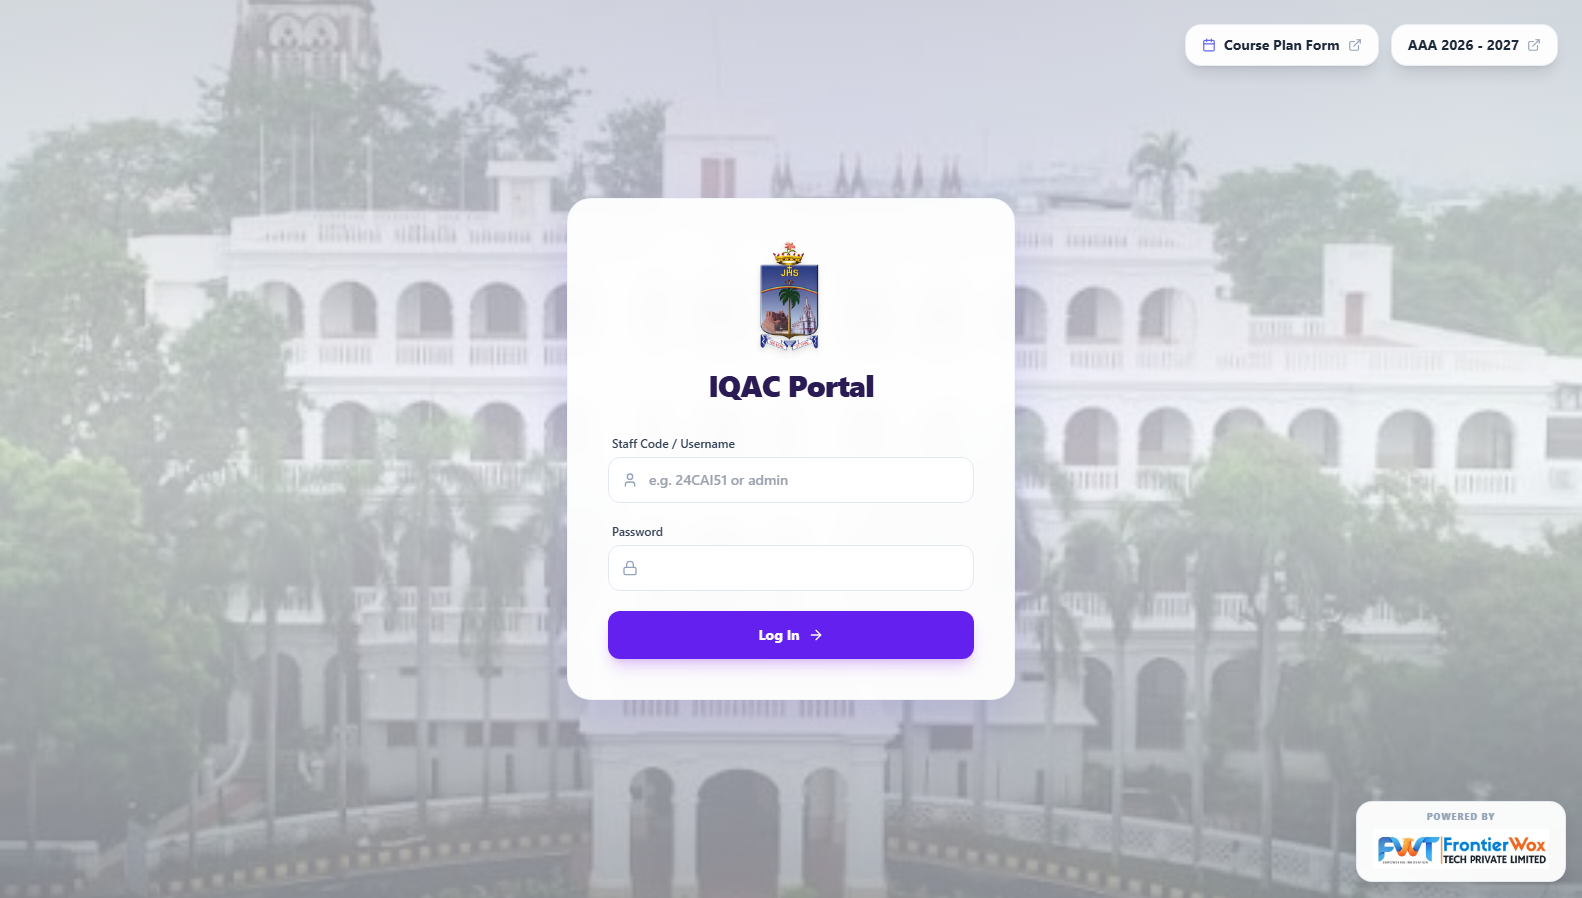 Course Plan Form
AAA 2026 - 2027
JHS
IQAC Portal
Staff Code / Username
e.g. 24CAI51 or admin
Password
Log In
POWERED BY
FWT FrontierWox
TECH PRIVATE LIMITED